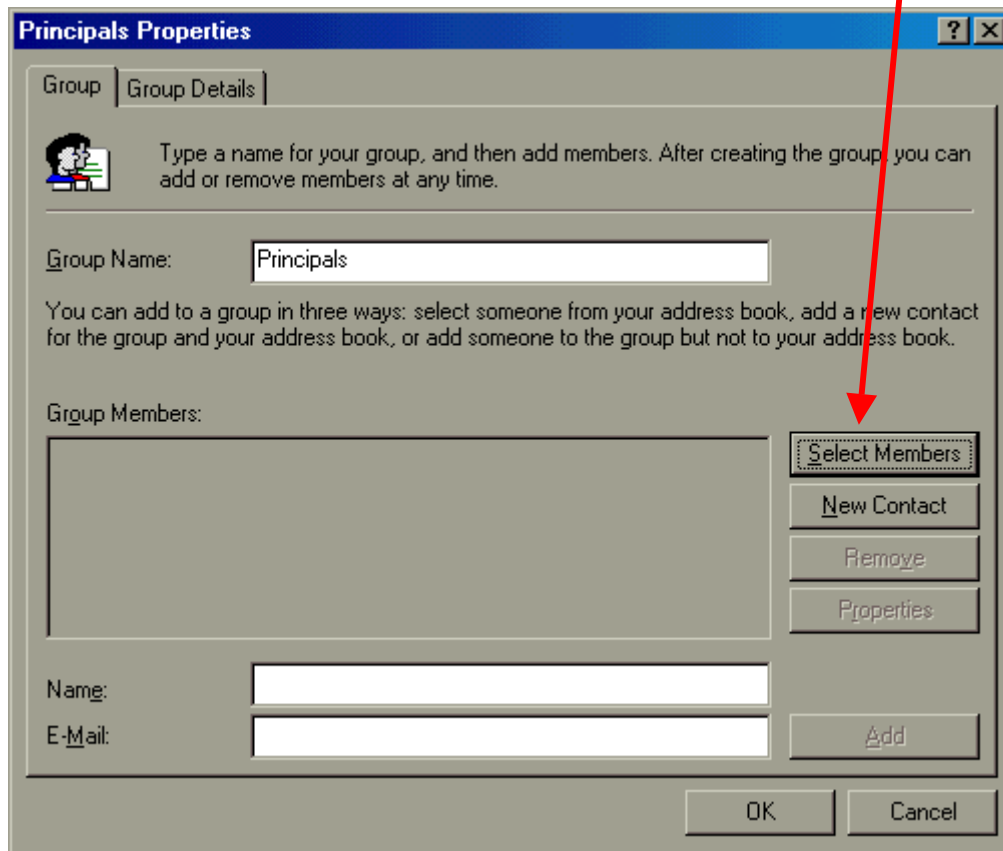 Principals Properties
Group
Group Details
Type a name for your group, and then add members. After creating the group, you can
add or remove members at any time.
Group Name:
Principals
You can add to a group in three ways: select someone from your address book, add a new contact
for the group and your address book, or add someone to the group but not to your address book.
Group Members:
Select Members
New Contact
Remove
Properties
Name:
E-Mail:
Add
OK
Cancel